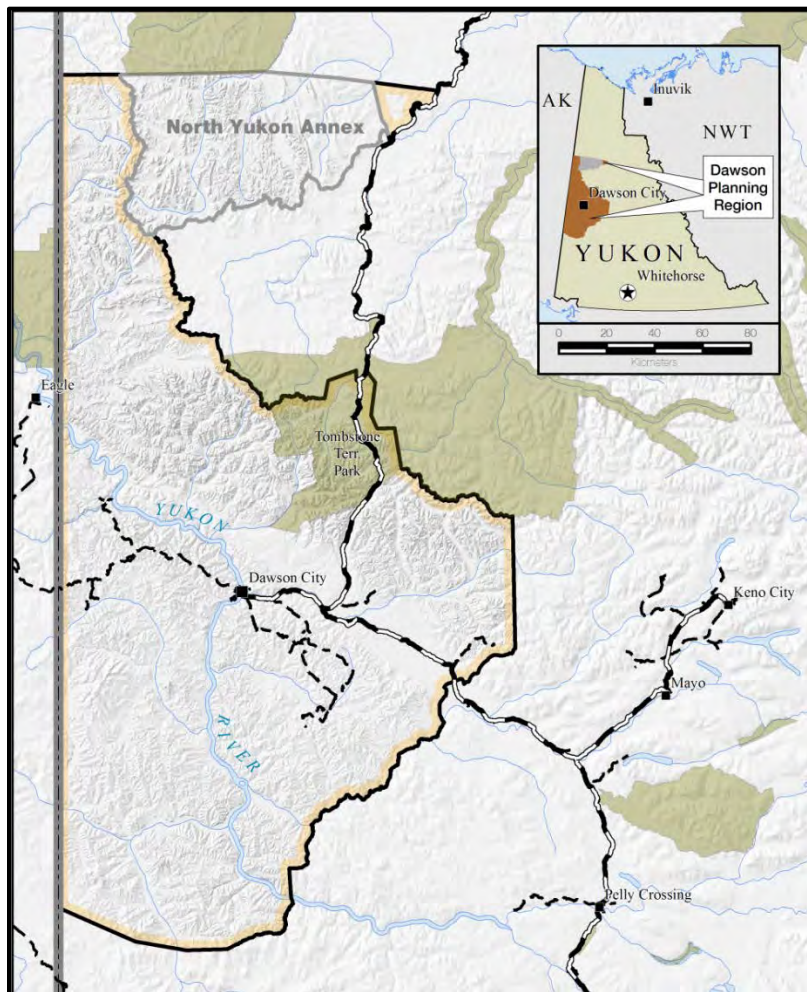 North Yukon Annex
Eagle
Tombstone
Terr.
Park
YUKON
Dawson City
RIVER
Keno City
Mayo
Pelly Crossing
Inuvik
AK
NWT
Dawson
Planning
Region
Dawson City
YUKON
Whitehorse
0 20 40 60 80
Kilometers